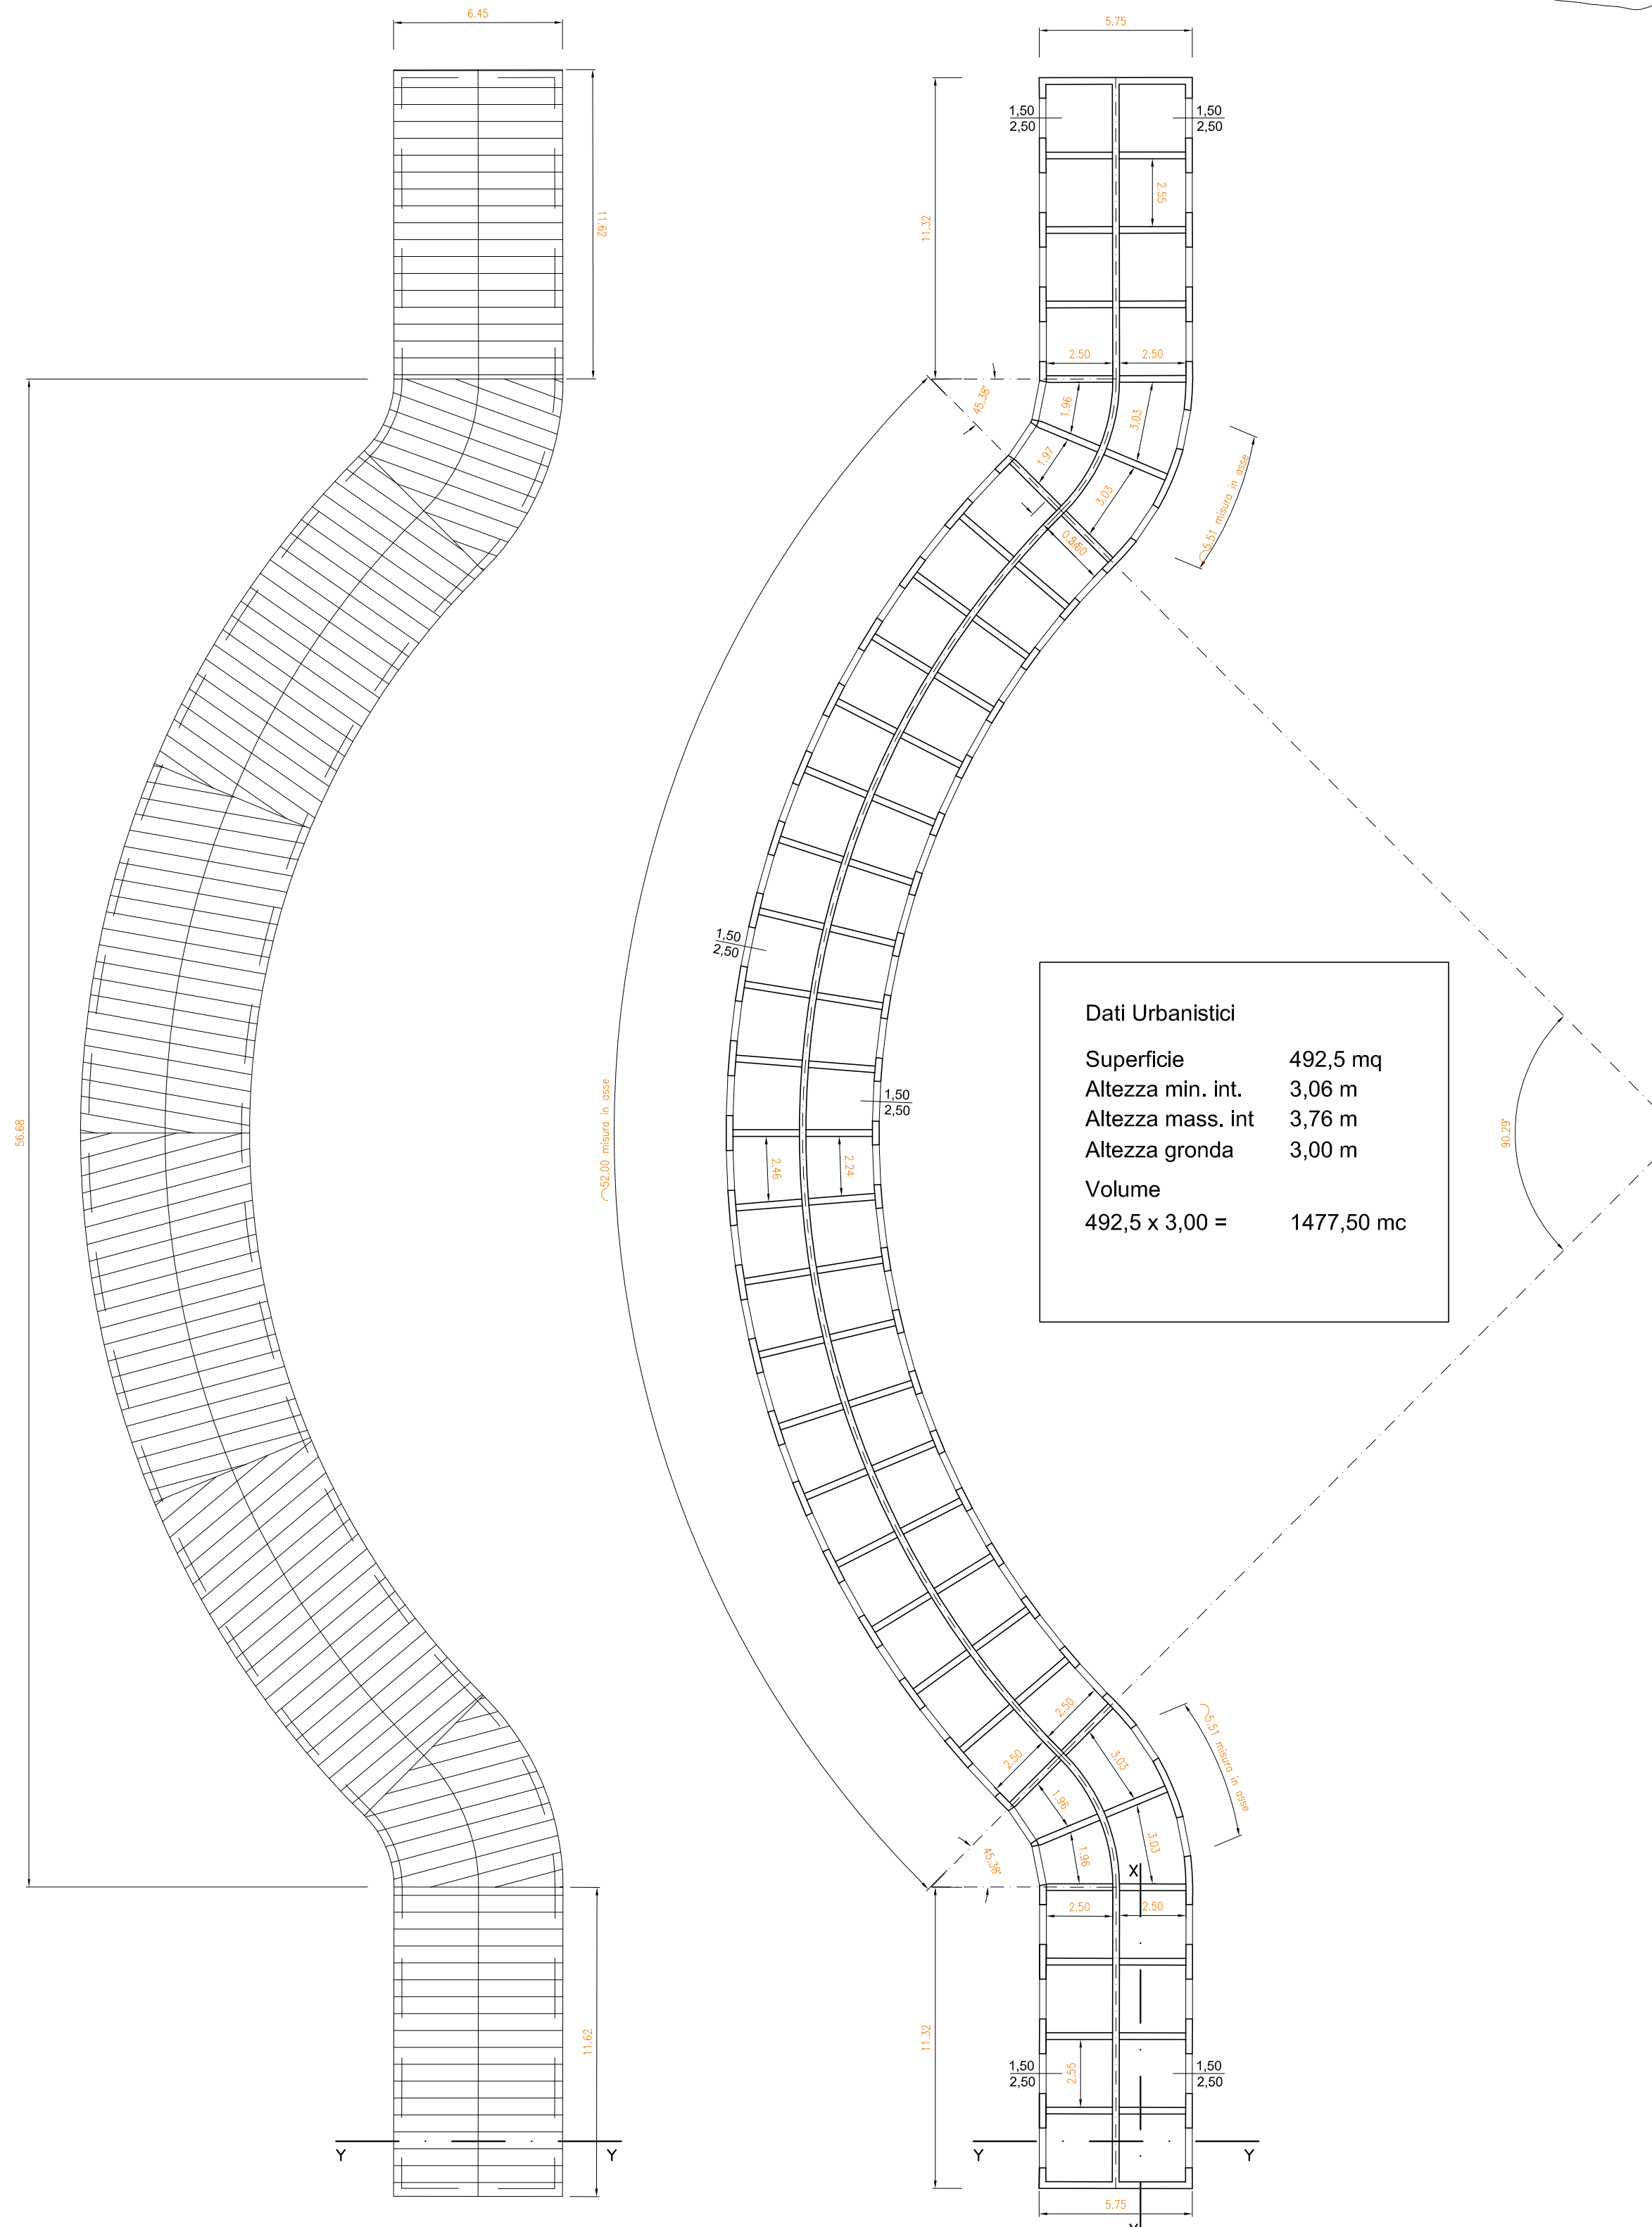 6.45
5.75
1,50
2,50
1,50
2,50
11.62
11.32
2.55
2.50
2.50
45.38°
1.96
3.03
1.97
3.03
5.51 misura in asse
2.50
1,50
2,50
Dati Urbanistici
Superficie 492,5 mq
Altezza min. int. 3,06 m
Altezza mass. int 3,76 m
Altezza gronda 3,00 m
Volume
492,5 x 3,00 = 1477,50 mc
56.68
52.00 misura in asse
1,50
2,50
2.46
2.24
90.29°
2.50
2.50
5.51 misura in asse
3.03
1.96
3.03
1.96
45.38°
X
2.50
2.50
11.62
11.32
2.55
1,50
2,50
1,50
2,50
Y
Y
Y
Y
5.75